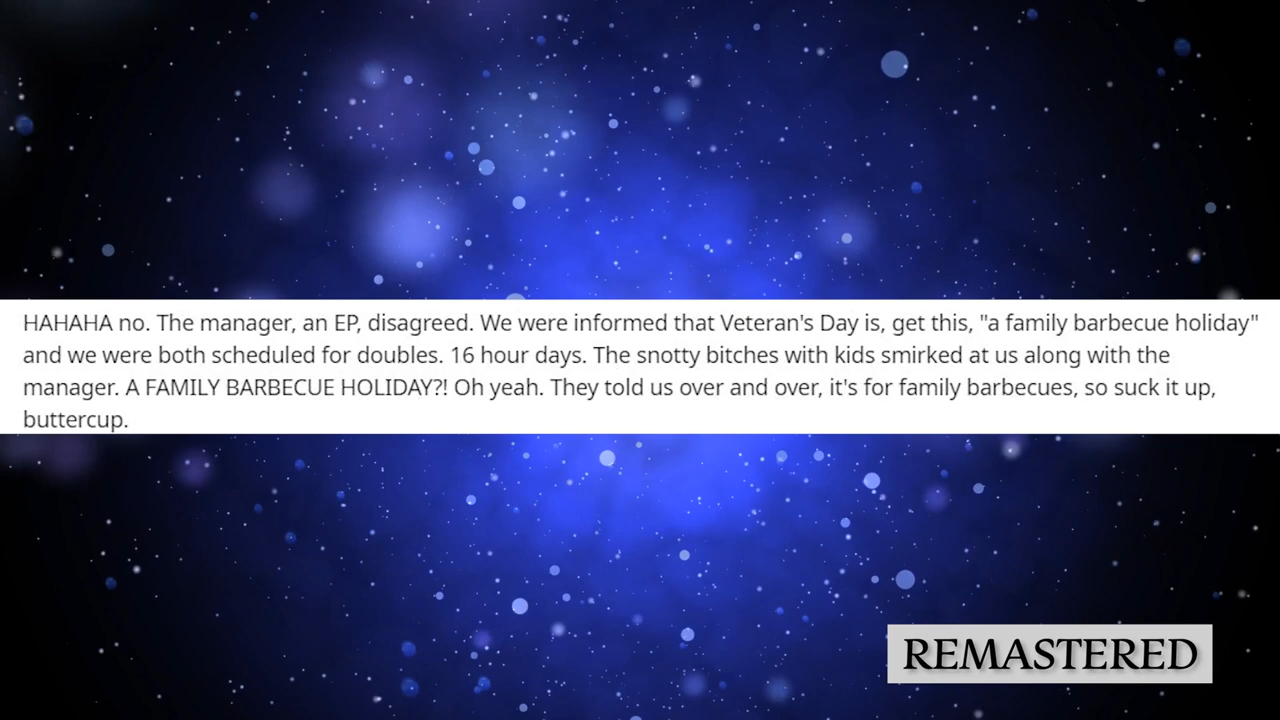 HAHAHA no. The manager, an EP, disagreed. We were informed that Veteran's Day is, get this, "a family barbecue holiday"
and we were both scheduled for doubles. 16 hour days. The snotty bitches with kids smirked at us along with the
manager. A FAMILY BARBECUE HOLIDAY?! Oh yeah. They told us over and over, it's for family barbecues, so suck it up,
buttercup.
REMASTERED